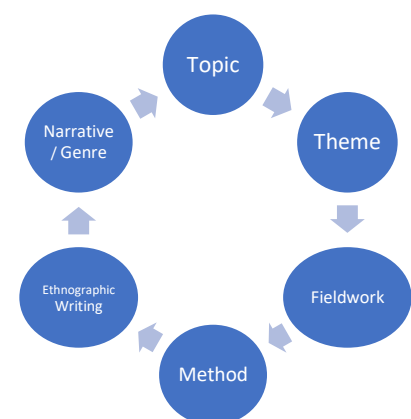 Topic
Theme
Fieldwork
Method
Ethnographic
Writing
Narrative
/ Genre